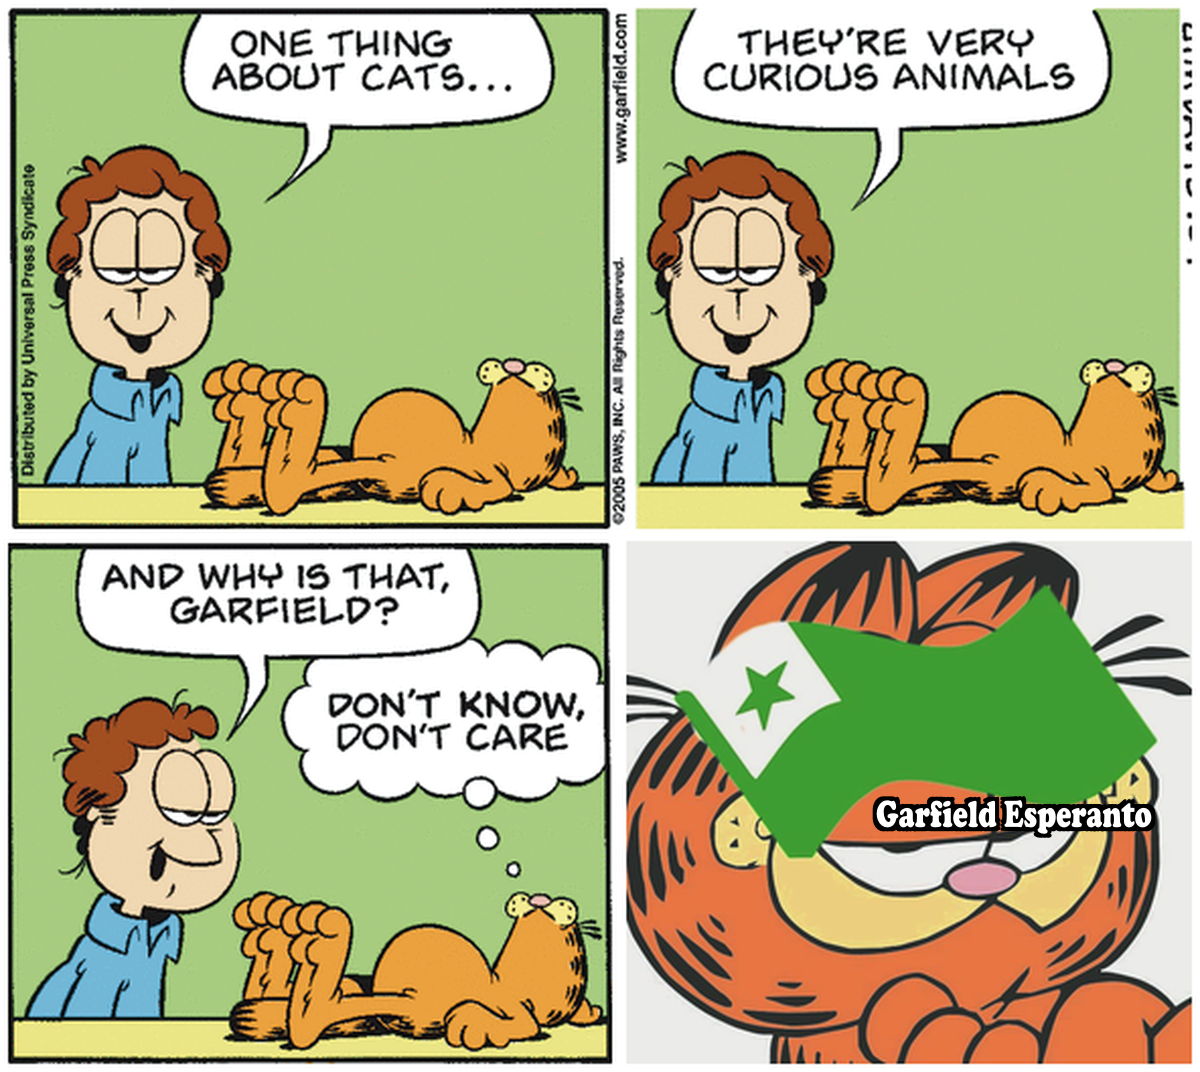 ONE THING
ABOUT CATS...
Distributed by Universal Press Syndicate
www.garfield.com
©2005 PAWS, INC. All Rights Reserved.
THEY'RE VERY
CURIOUS ANIMALS
AND WHY IS THAT,
GARFIELD?
DON'T KNOW,
DON'T CARE
Garfield Esperanto